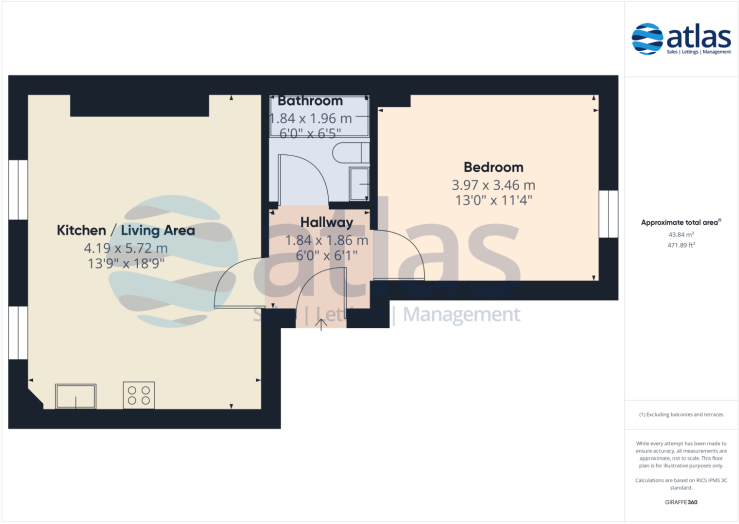 Bathroom
1.84 x 1.96 m
6'0" x 6'5"
Bedroom
3.97 x 3.46 m
13'0" x 11'4"
Kitchen / Living Area
4.19 x 5.72 m
13'9" x 18'9"
Hallway
1.84 x 1.86 m
6'0" x 6'1"
atlas
Sales | Lettings | Management
atlas
Sales | Lettings | Management
Approximate total area⁽¹⁾
43.84 m²
471.89 ft²
(1) Excluding balconies and terraces
While every attempt has been made to
ensure accuracy, all measurements are
approximate, not to scale. This floor
plan is for illustrative purposes only.
Calculations are based on RICS IPMS 3C
standard.
GIRAFFE360